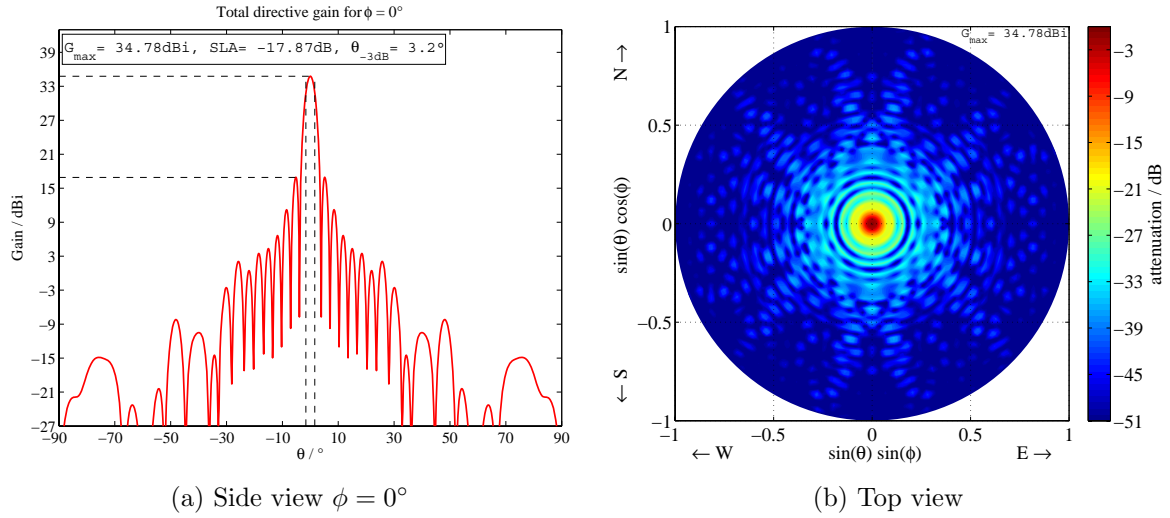 Total directive gain for ϕ = 0°
G_max= 34.78dBi, SLA= -17.87dB, θ_-3dB= 3.2°
39
33
27
21
15
9
3
−3
−9
−15
−21
−27
Gain / dBi
−90
−70
−50
−30
−10
10
30
50
70
90
θ / °
(a) Side view ϕ = 0°
G_max= 34.78dBi
N →
← S
sin(θ) cos(ϕ)
1
0.5
0
−0.5
−1
−1
−0.5
0
0.5
1
← W
sin(θ) sin(ϕ)
E →
−3
−9
−15
−21
−27
−33
−39
−45
−51
attenuation / dB
(b) Top view